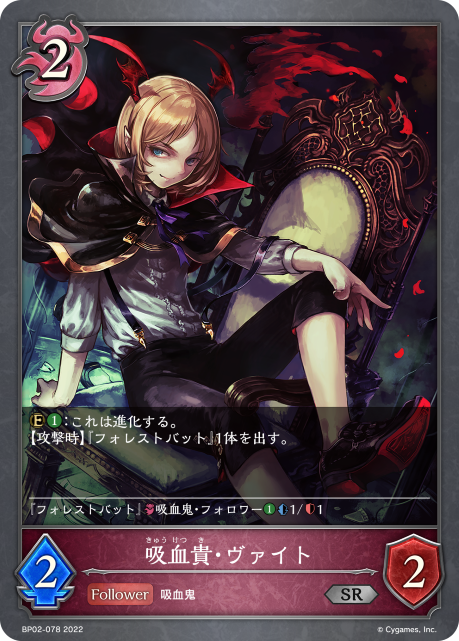 2
E 1:これは進化する。
【攻撃時】『フォレストバット』1体を出す。
『フォレストバット』吸血鬼・フォロワー 1 1/1
きゅうけつき
吸血貴・ヴァイト
2 Follower 吸血鬼 SR 2
BP02-078 2022 © Cygames, Inc.